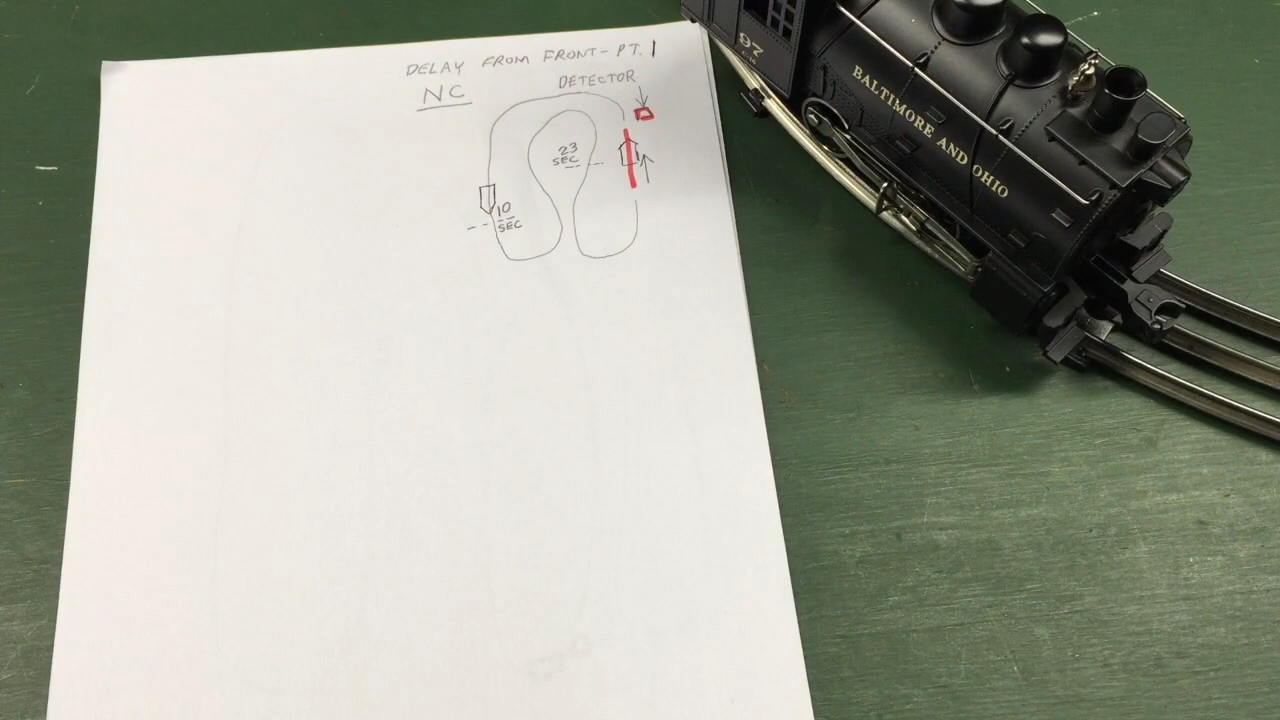 DELAY FROM FRONT- PT. 1
NC
DETECTOR
23
SEC
10
SEC
97
BALTIMORE AND OHIO